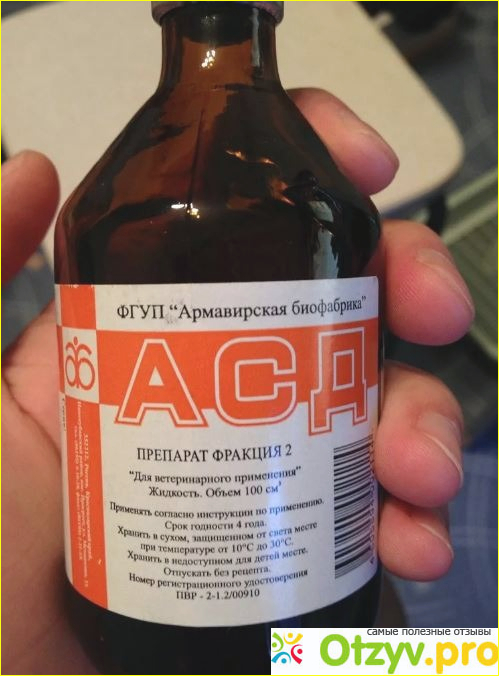 ФГУП "Армавирская биофабрика"
АСД
ПРЕПАРАТ ФРАКЦИЯ 2
"Для ветеринарного применения"
Жидкость. Объем 100 см³
Применять согласно инструкции по применению.
Срок годности 4 года.
Хранить в сухом, защищенном от света месте
при температуре от 10°С до 30°С.
Хранить в недоступном для детей месте.
Отпускать без рецепта.
Номер регистрационного удостоверения
ПВР - 2-1.2/00910
самые полезные отзывы
Otzyv.pro